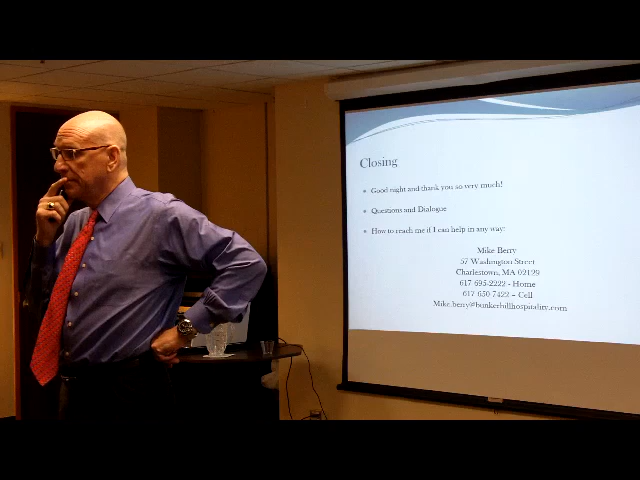 Closing
Good night and thank you so very much!
Questions and Dialogue
How to reach me if I can help in any way:
Mike Berry
57 Washington Street
Charlestown, MA 02129
617 695-2222 - Home
617 650-7422 – Cell
Mike.berry@bunkerhillhospitality.com